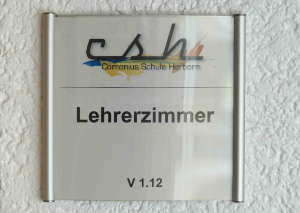 csh
Comenius Schule Herborn
Lehrerzimmer
V 1.12